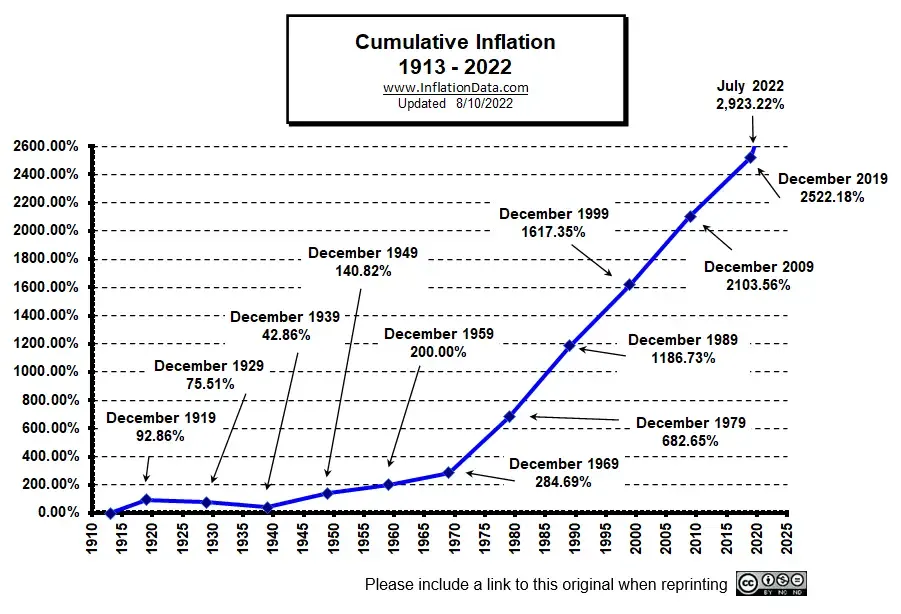 Cumulative Inflation
1913 - 2022
www.InflationData.com
Updated 8/10/2022
July 2022
2,923.22%
2600.00%
2400.00%
2200.00%
2000.00%
1800.00%
1600.00%
1400.00%
1200.00%
1000.00%
800.00%
600.00%
400.00%
200.00%
0.00%
December 2019
2522.18%
December 1999
1617.35%
December 2009
2103.56%
December 1949
140.82%
December 1939
42.86%
December 1959
200.00%
December 1989
1186.73%
December 1929
75.51%
December 1919
92.86%
December 1979
682.65%
December 1969
284.69%
1910
1915
1920
1925
1930
1935
1940
1945
1950
1955
1960
1965
1970
1975
1980
1985
1990
1995
2000
2005
2010
2015
2020
2025
Please include a link to this original when reprinting
cc
BY NC ND